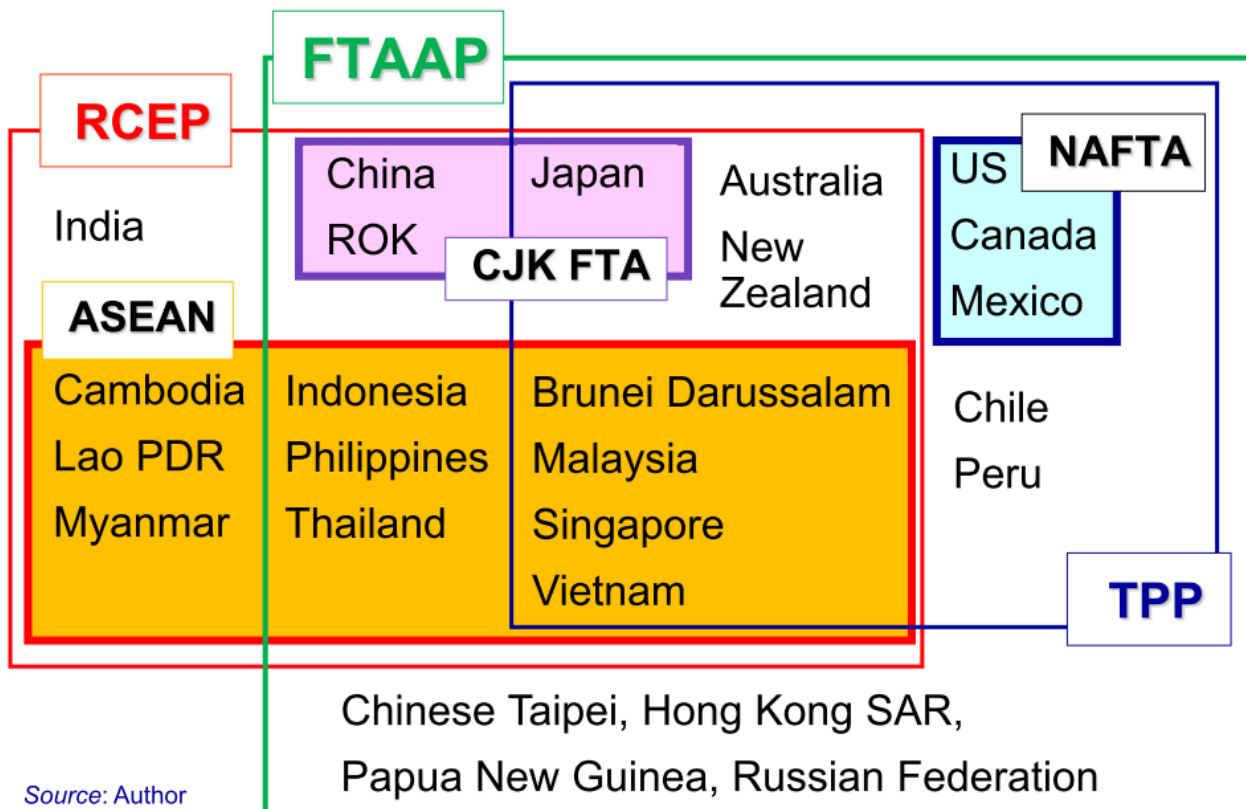 FTAAP
RCEP
NAFTA
China
Japan
US
Australia
India
ROK
Canada
New
Zealand
CJK FTA
Mexico
ASEAN
Cambodia
Indonesia
Brunei Darussalam
Chile
Lao PDR
Philippines
Malaysia
Peru
Myanmar
Thailand
Singapore
Vietnam
TPP
Chinese Taipei, Hong Kong SAR,
Papua New Guinea, Russian Federation
Source: Author